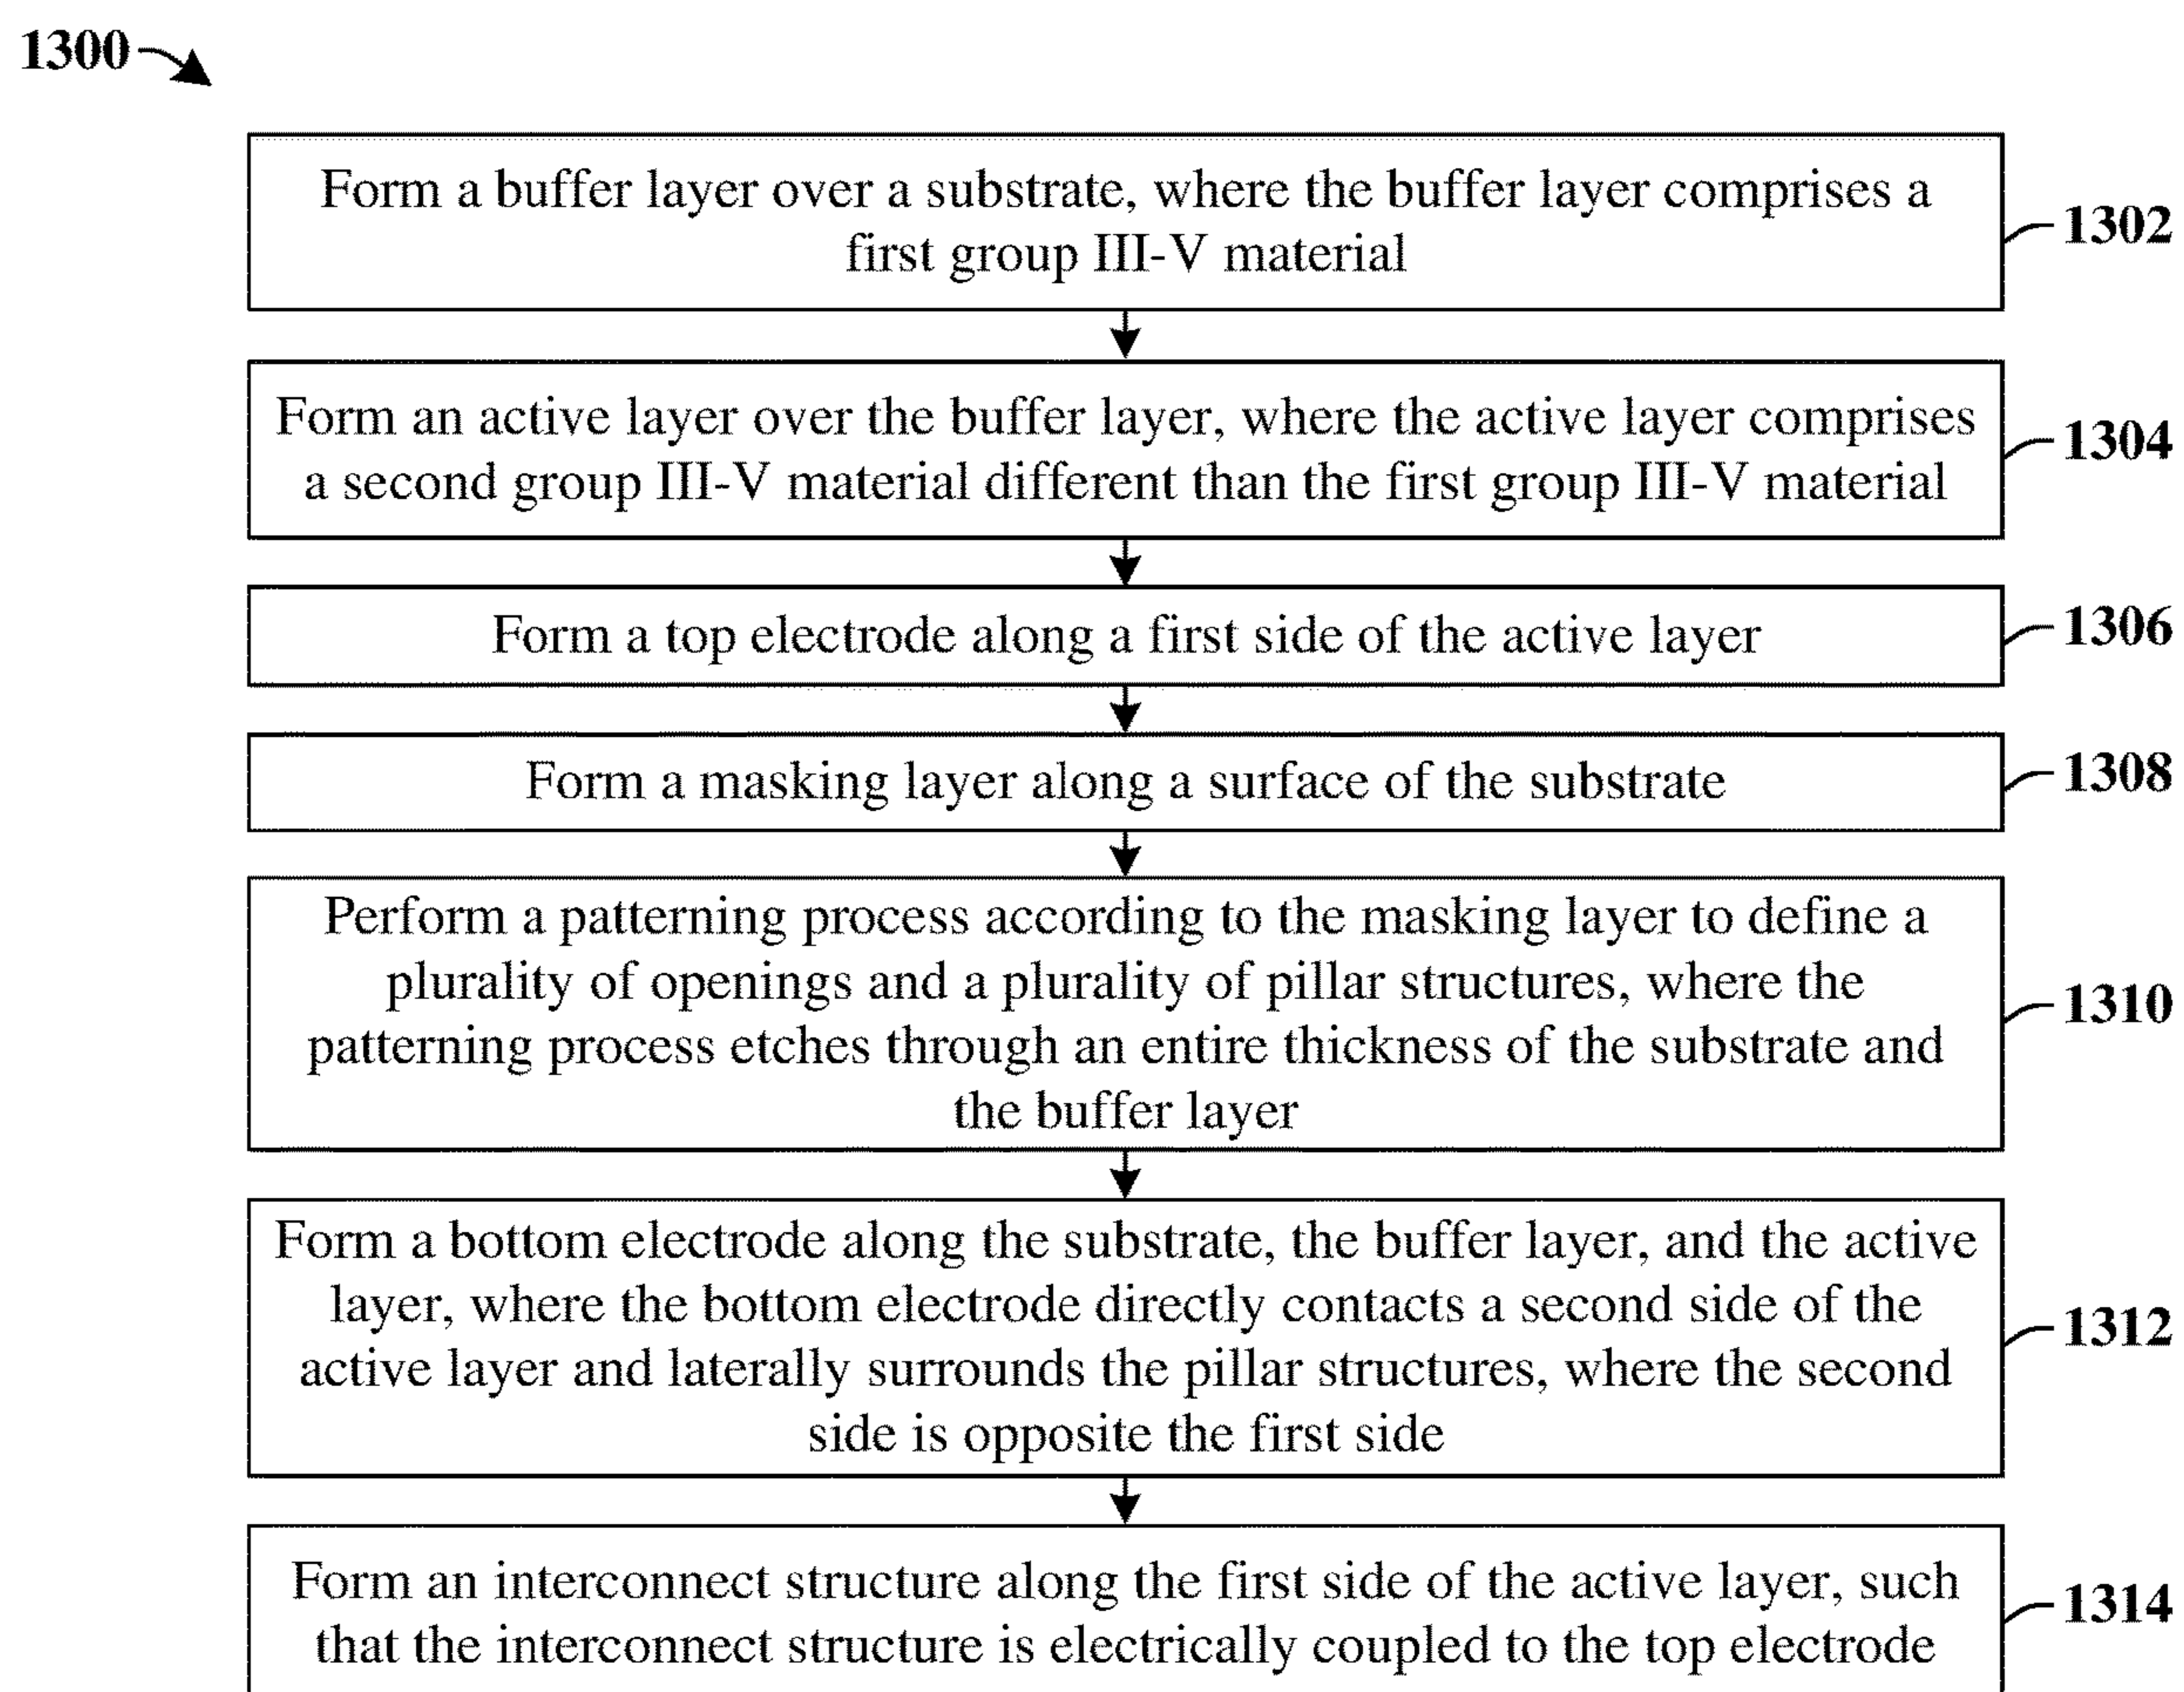 1300
Form a buffer layer over a substrate, where the buffer layer comprises a
first group III-V material
1302
Form an active layer over the buffer layer, where the active layer comprises
a second group III-V material different than the first group III-V material
1304
Form a top electrode along a first side of the active layer
1306
Form a masking layer along a surface of the substrate
1308
Perform a patterning process according to the masking layer to define a
plurality of openings and a plurality of pillar structures, where the
patterning process etches through an entire thickness of the substrate and
the buffer layer
1310
Form a bottom electrode along the substrate, the buffer layer, and the active
layer, where the bottom electrode directly contacts a second side of the
active layer and laterally surrounds the pillar structures, where the second
side is opposite the first side
1312
Form an interconnect structure along the first side of the active layer, such
that the interconnect structure is electrically coupled to the top electrode
1314